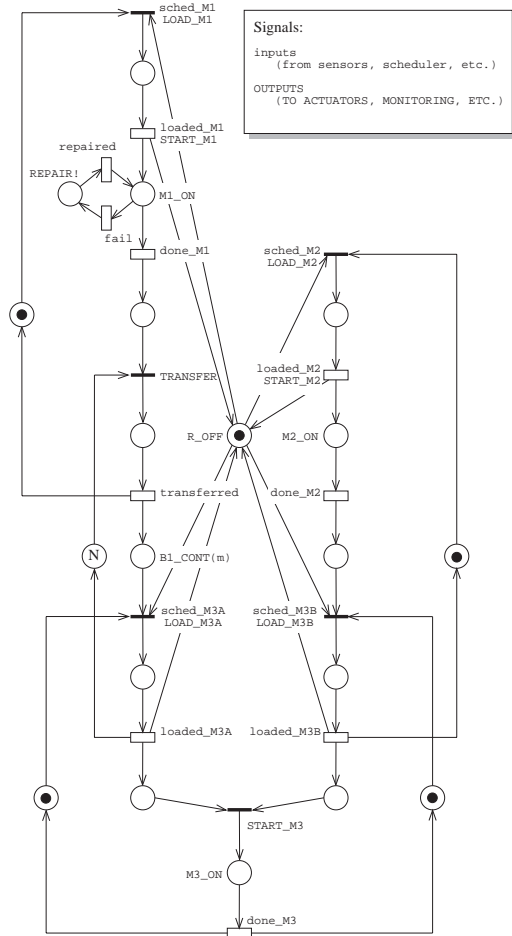 sched_M1
LOAD_M1
Signals:
inputs
(from sensors, scheduler, etc.)
OUTPUTS
(TO ACTUATORS, MONITORING, ETC.)
loaded_M1
START_M1
repaired
REPAIR!
M1_ON
fail
done_M1
sched_M2
LOAD_M2
loaded_M2
START_M2
TRANSFER
R_OFF
M2_ON
transferred
done_M2
N
B1_CONT(m)
sched_M3A
LOAD_M3A
sched_M3B
LOAD_M3B
loaded_M3A
loaded_M3B
START_M3
M3_ON
done_M3